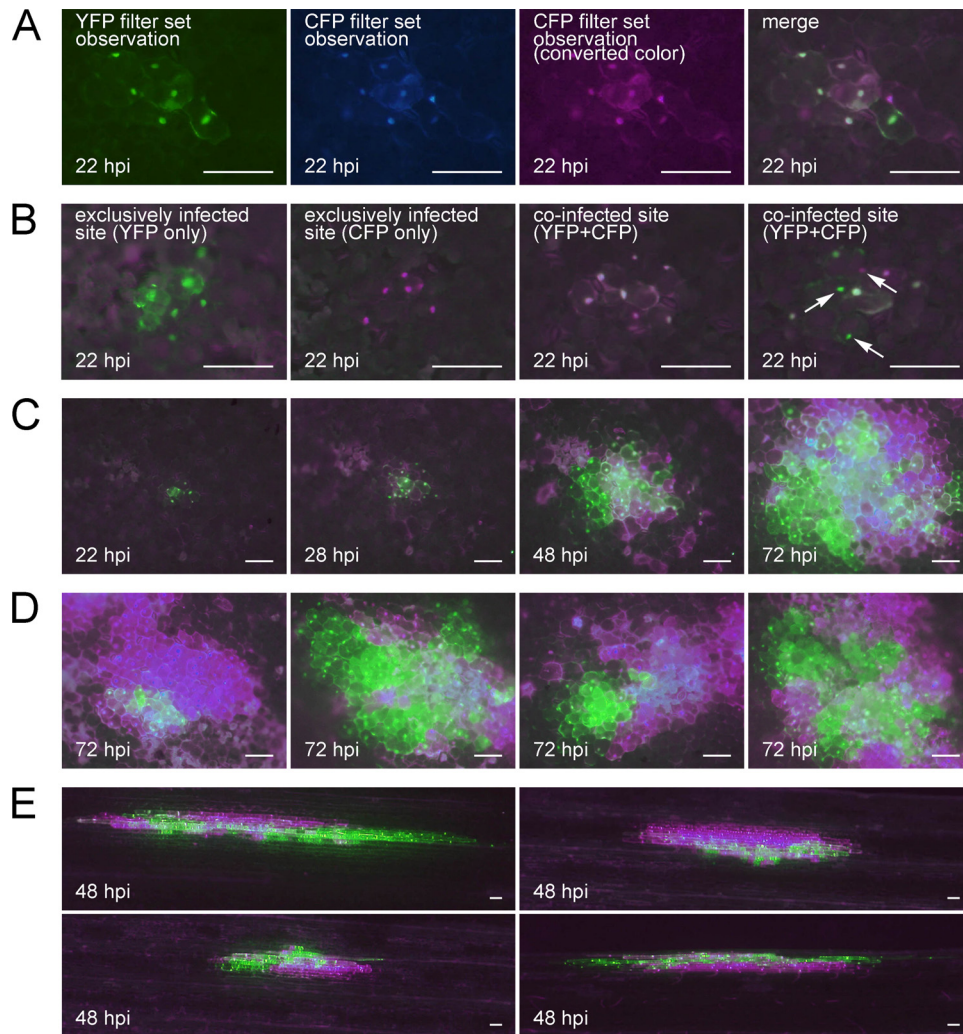 A
YFP filter set
observation
22 hpi
CFP filter set
observation
22 hpi
CFP filter set
observation
(converted color)
22 hpi
merge
22 hpi
B
exclusively infected
site (YFP only)
22 hpi
exclusively infected
site (CFP only)
22 hpi
co-infected site
(YFP+CFP)
22 hpi
co-infected site
(YFP+CFP)
22 hpi
C
22 hpi
28 hpi
48 hpi
72 hpi
D
72 hpi
72 hpi
72 hpi
72 hpi
E
48 hpi
48 hpi
48 hpi
48 hpi